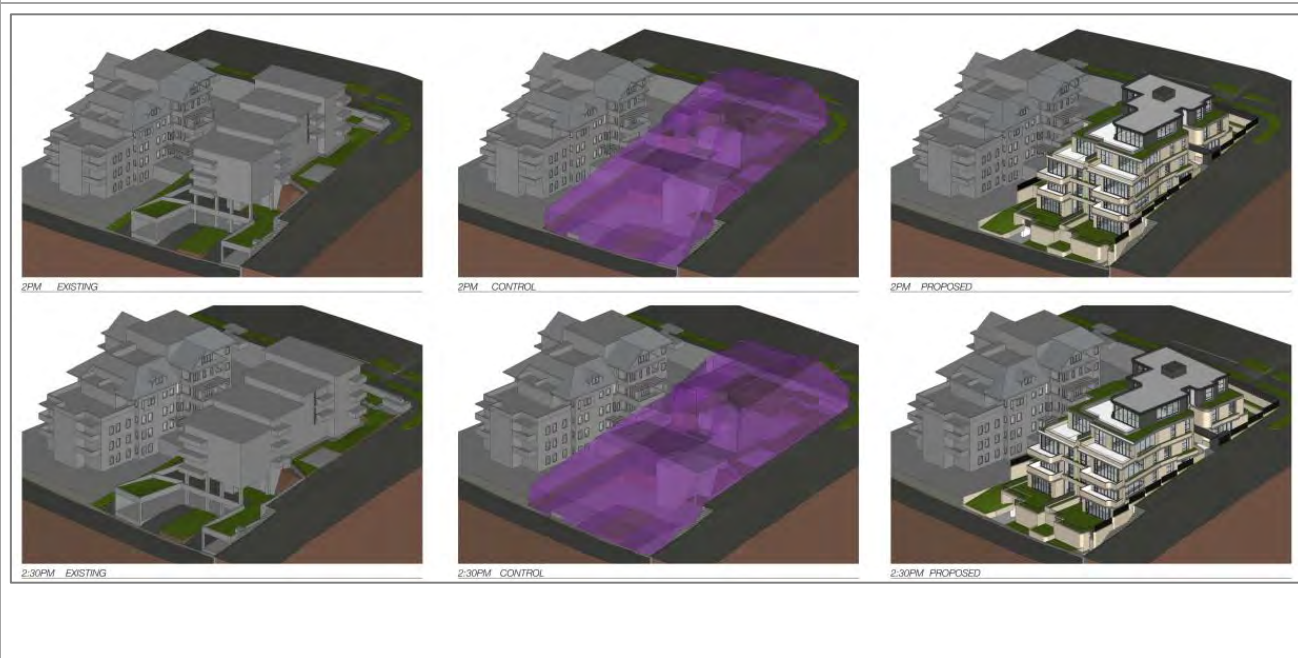 2PM EXISTING
2PM CONTROL
2PM PROPOSED
2:30PM EXISTING
2:30PM CONTROL
2:30PM PROPOSED